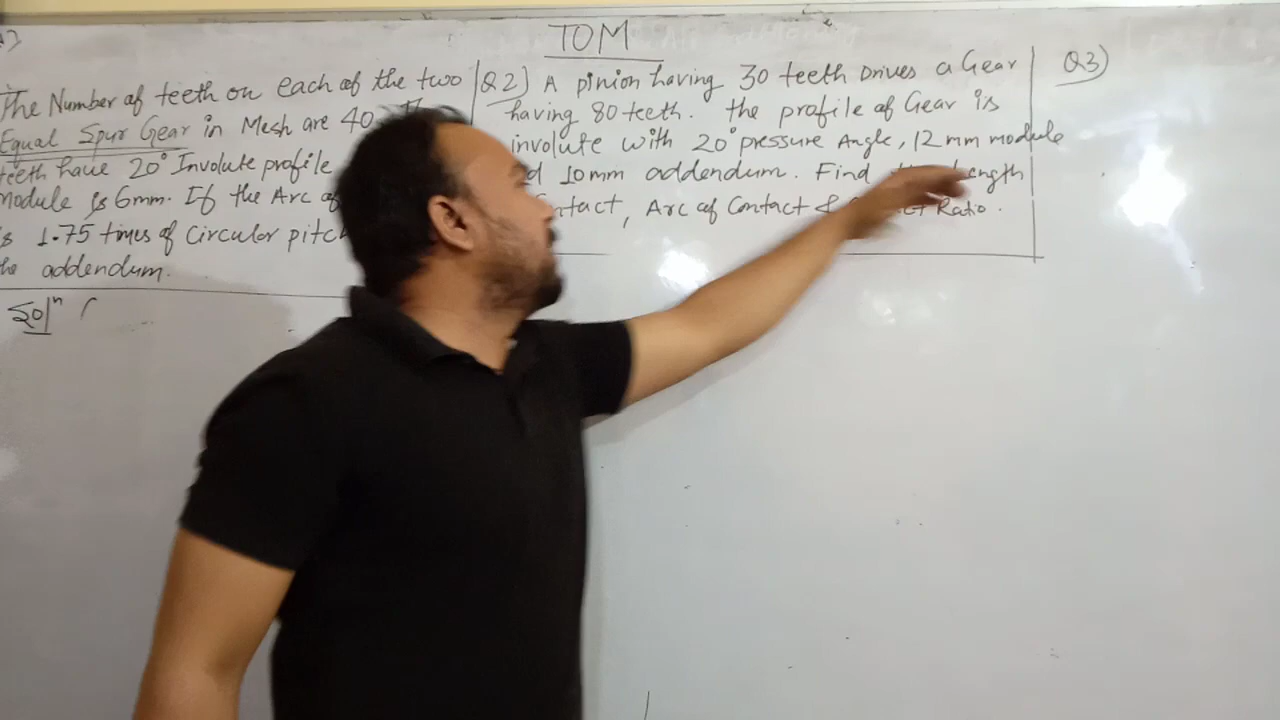 TOM
The Number of teeth on each of the two
Equal Spur Gear in Mesh are 40.
teeth have 20° Involute profile
Module is 6mm. If the Arc of
is 1.75 times of Circular pitch
the addendum.
Sol^n (
Q2) A pinion having 30 teeth Drives a Gear
having 80 teeth. the profile of Gear is
involute with 20° pressure Angle, 12 mm module
10mm addendum. Find
Arc of Contact & Ratio.
Q3)